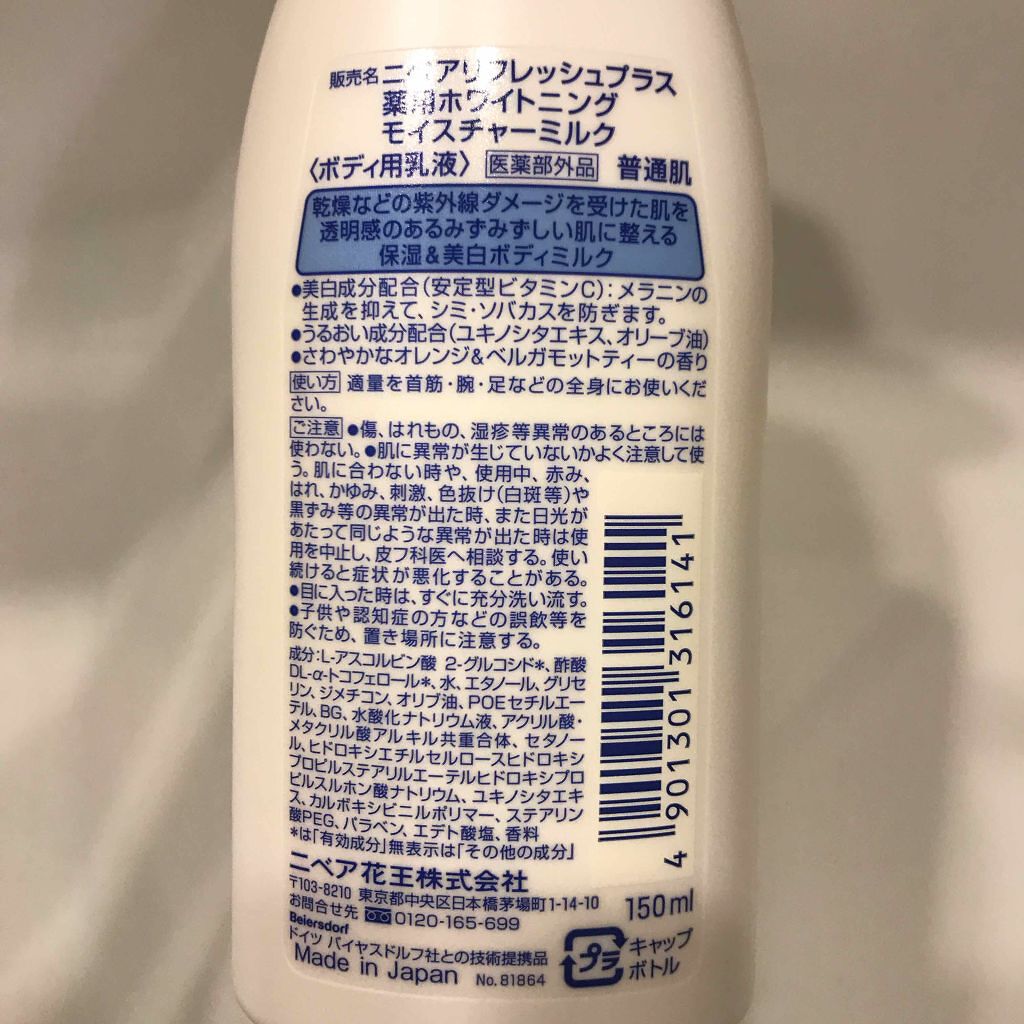 販売名ニベアリフレッシュプラス
薬用ホワイトニング
モイスチャーミルク
〈ボディ用乳液〉 医薬部外品 普通肌
乾燥などの紫外線ダメージを受けた肌を
透明感のあるみずみずしい肌に整える
保湿&美白ボディミルク
●美白成分配合(安定型ビタミンC):メラニンの
生成を抑えて、シミ・ソバカスを防ぎます。
●うるおい成分配合(ユキノシタエキス、オリーブ油)
●さわやかなオレンジ&ベルガモットティーの香り
使い方 適量を首筋・腕・足などの全身にお使いくだ
さい。
ご注意 ●傷、はれもの、湿疹等異常のあるところには
使わない。●肌に異常が生じていないかよく注意して使
う。肌に合わない時や、使用中、赤み、
はれ、かゆみ、刺激、色抜け(白斑等)や
黒ずみ等の異常が出た時、また日光が
あたって同じような異常が出た時は使
用を中止し、皮フ科医へ相談する。使い
続けると症状が悪化することがある。
●目に入った時は、すぐに充分洗い流す。
●子供や認知症の方などの誤飲等を
防ぐため、置き場所に注意する。
成分:L-アスコルビン酸 2-グルコシド*、酢酸
DL-α-トコフェロール*、水、エタノール、グリセ
リン、ジメチコン、オリブ油、POEセチルエー
テル、BG、水酸化ナトリウム液、アクリル酸・
メタクリル酸アルキル共重合体、セタノー
ル、ヒドロキシエチルセルロースヒドロキシ
プロピルステアリルエーテルヒドロキシプロ
ピルスルホン酸ナトリウム、ユキノシタエキ
ス、カルボキシビニルポリマー、ステアリン
酸PEG、パラベン、エデト酸塩、香料
*は「有効成分」無表示は「その他の成分」
4 901301 316141
ニベア花王株式会社
〒103-8210 東京都中央区日本橋茅場町1-14-10
お問合せ先 0120-165-699
150ml
Beiersdorf
ドイツ バイヤスドルフ社との技術提携品
Made in Japan No.81864
プラ キャップ
ボトル